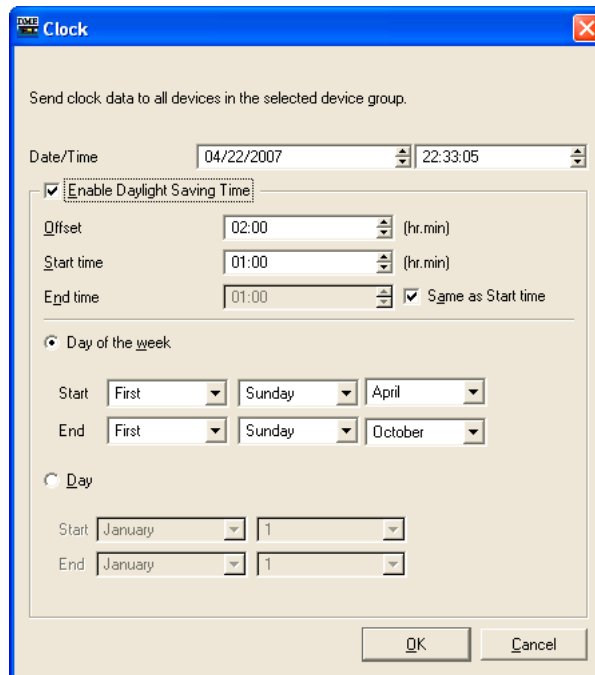 DME Clock
Send clock data to all devices in the selected device group.
Date/Time 04/22/2007 22:33:05
Enable Daylight Saving Time
Offset 02:00 (hr.min)
Start time 01:00 (hr.min)
End time 01:00 Same as Start time
Day of the week
Start First Sunday April
End First Sunday October
Day
Start January 1
End January 1
OK Cancel